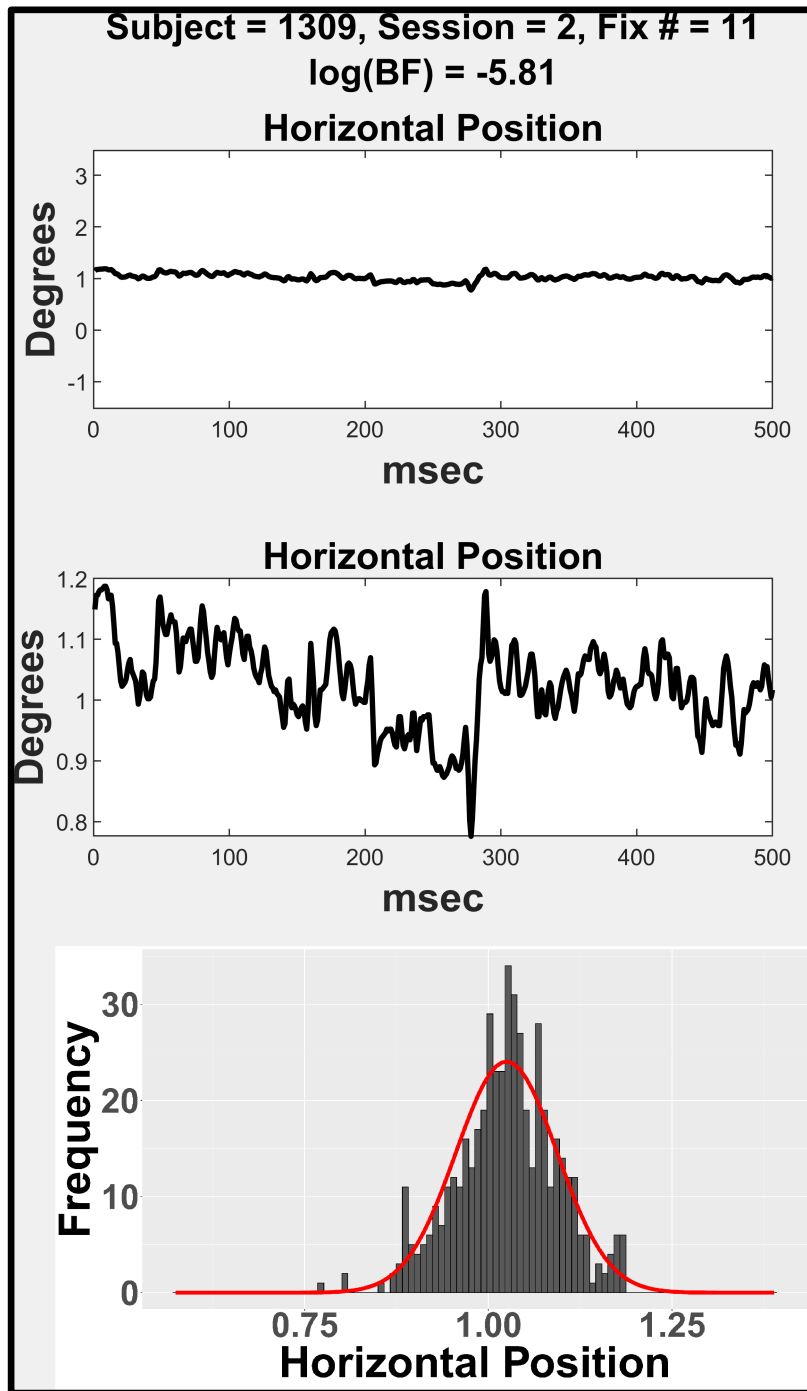 Subject = 1309, Session = 2, Fix # = 11
log(BF) = -5.81
Horizontal Position
3
2
1
0
-1
Degrees
0 100 200 300 400 500
msec
Horizontal Position
1.2
1.1
1
0.9
0.8
Degrees
0 100 200 300 400 500
msec
30
20
10
0
Frequency
0.75 1.00 1.25
Horizontal Position